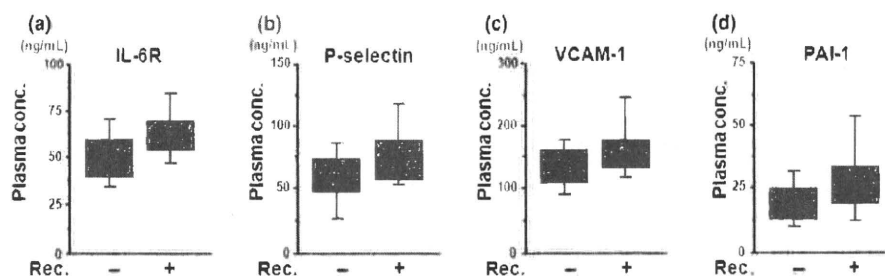 (a) (b) (c) (d)
(ng/mL) (ng/mL) (ng/mL) (ng/mL)
IL-6R P-selectin VCAM-1 PAI-1
Plasma conc. Plasma conc. Plasma conc. Plasma conc.
100 150 300 75
75 100 200 50
50 50 100 25
25 0 0 0
0
Rec. − + Rec. − + Rec. − + Rec. − +